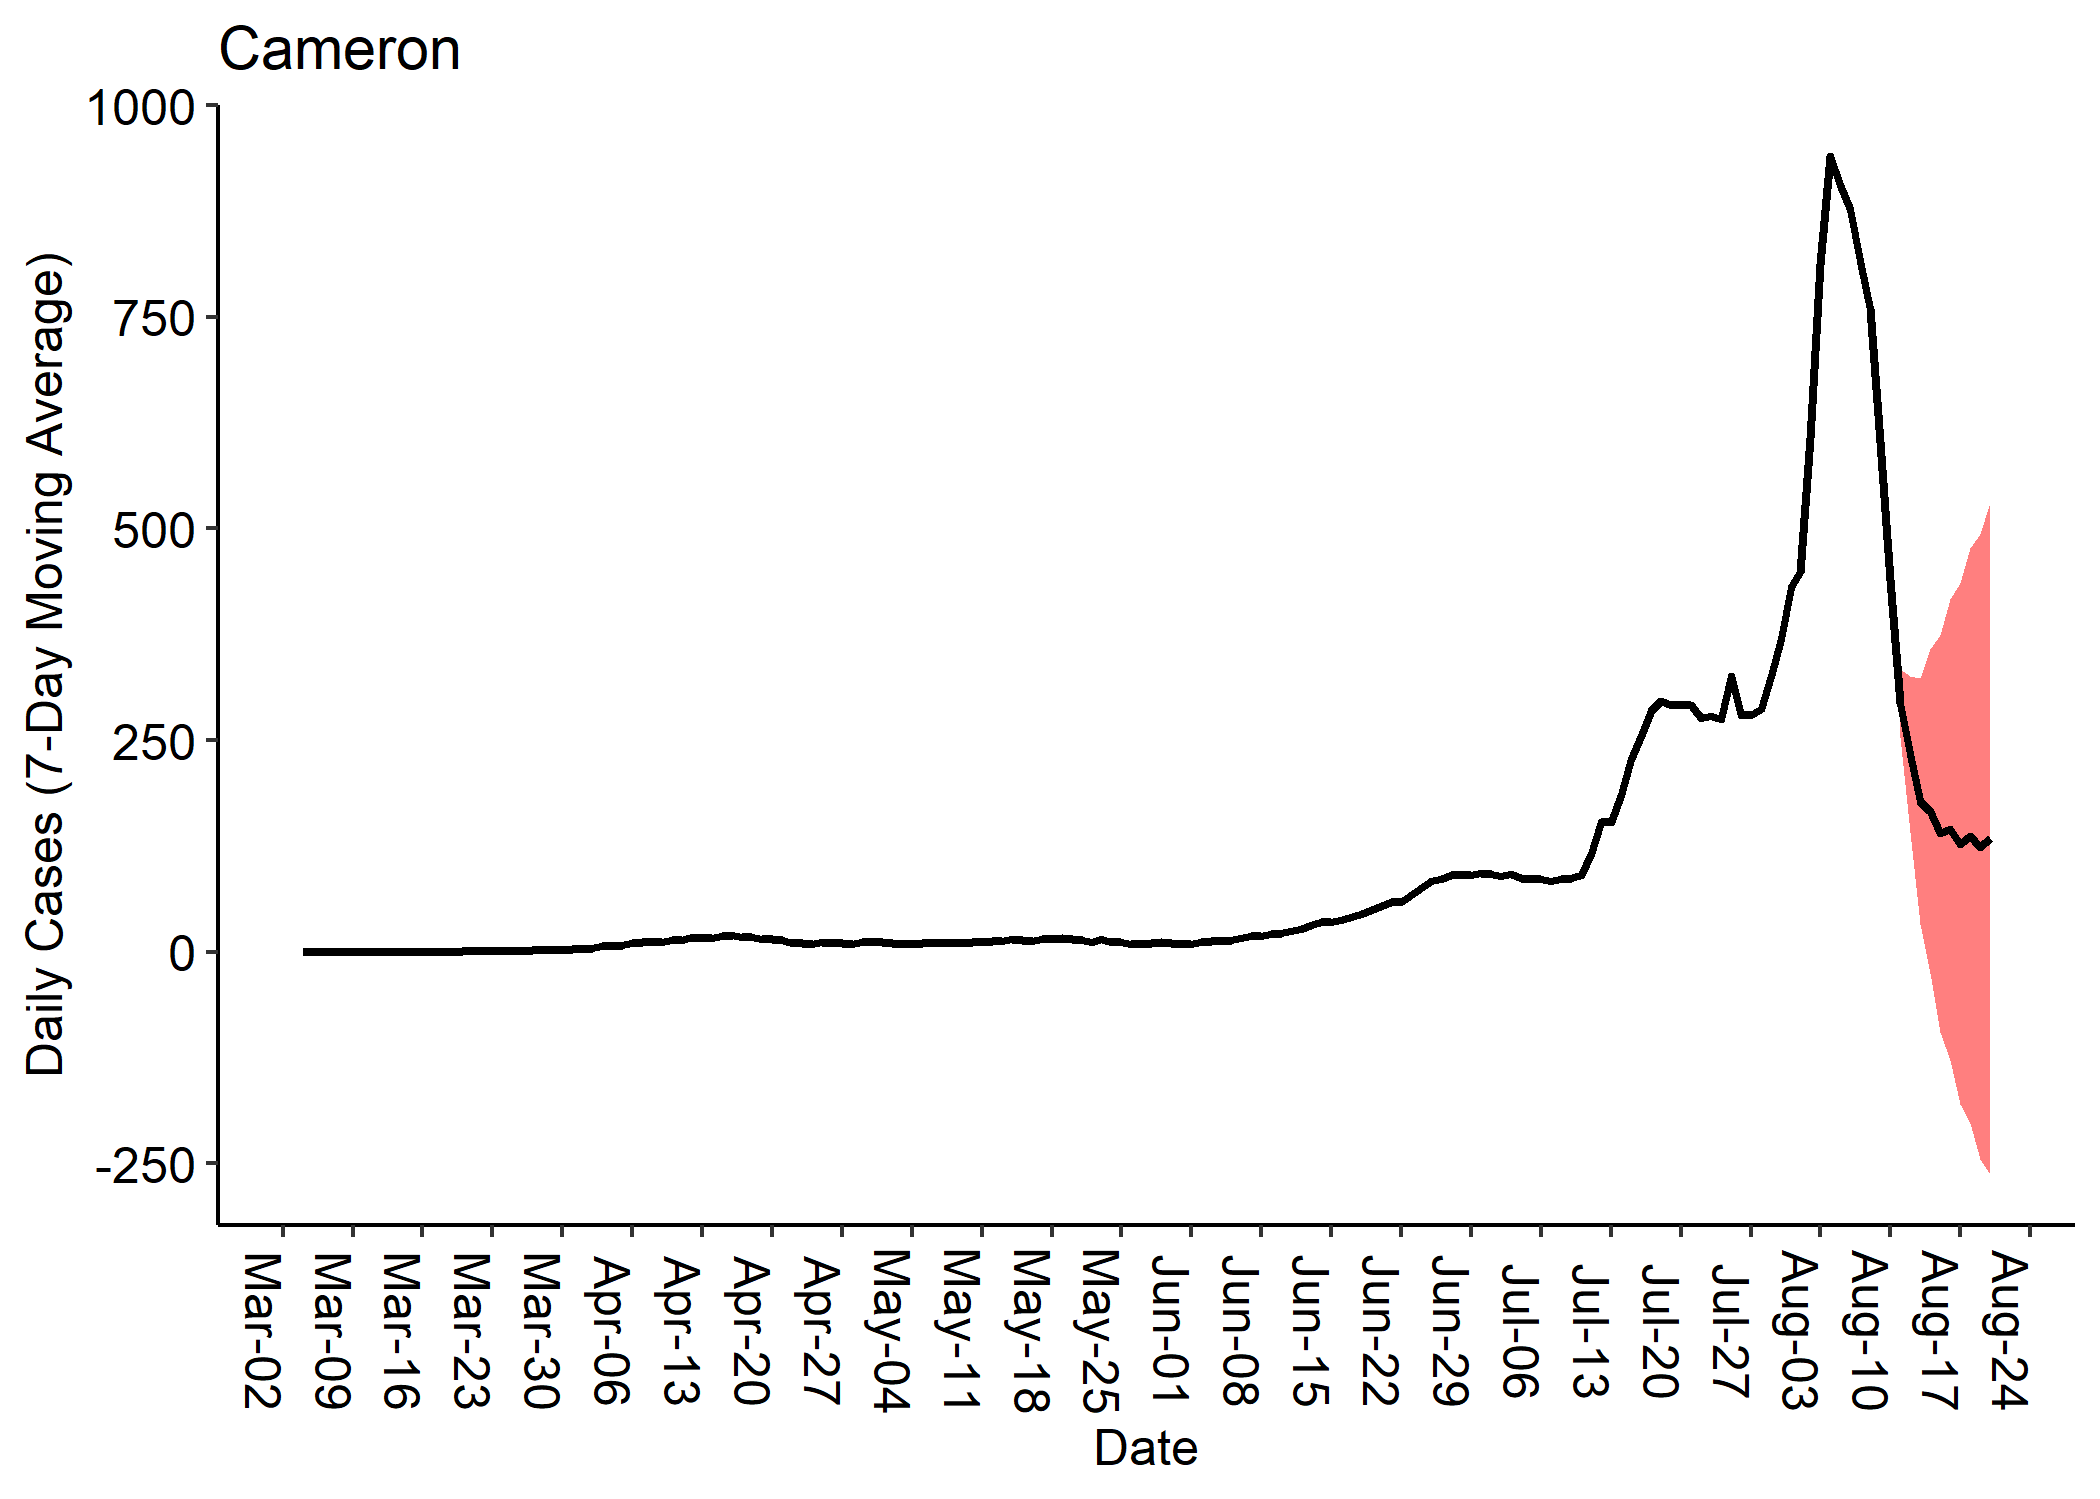 Cameron
1000
750
500
250
0
-250
Daily Cases (7-Day Moving Average)
Mar-02
Mar-09
Mar-16
Mar-23
Mar-30
Apr-06
Apr-13
Apr-20
Apr-27
May-04
May-11
May-18
May-25
Jun-01
Jun-08
Jun-15
Jun-22
Jun-29
Jul-06
Jul-13
Jul-20
Jul-27
Aug-03
Aug-10
Aug-17
Aug-24
Date